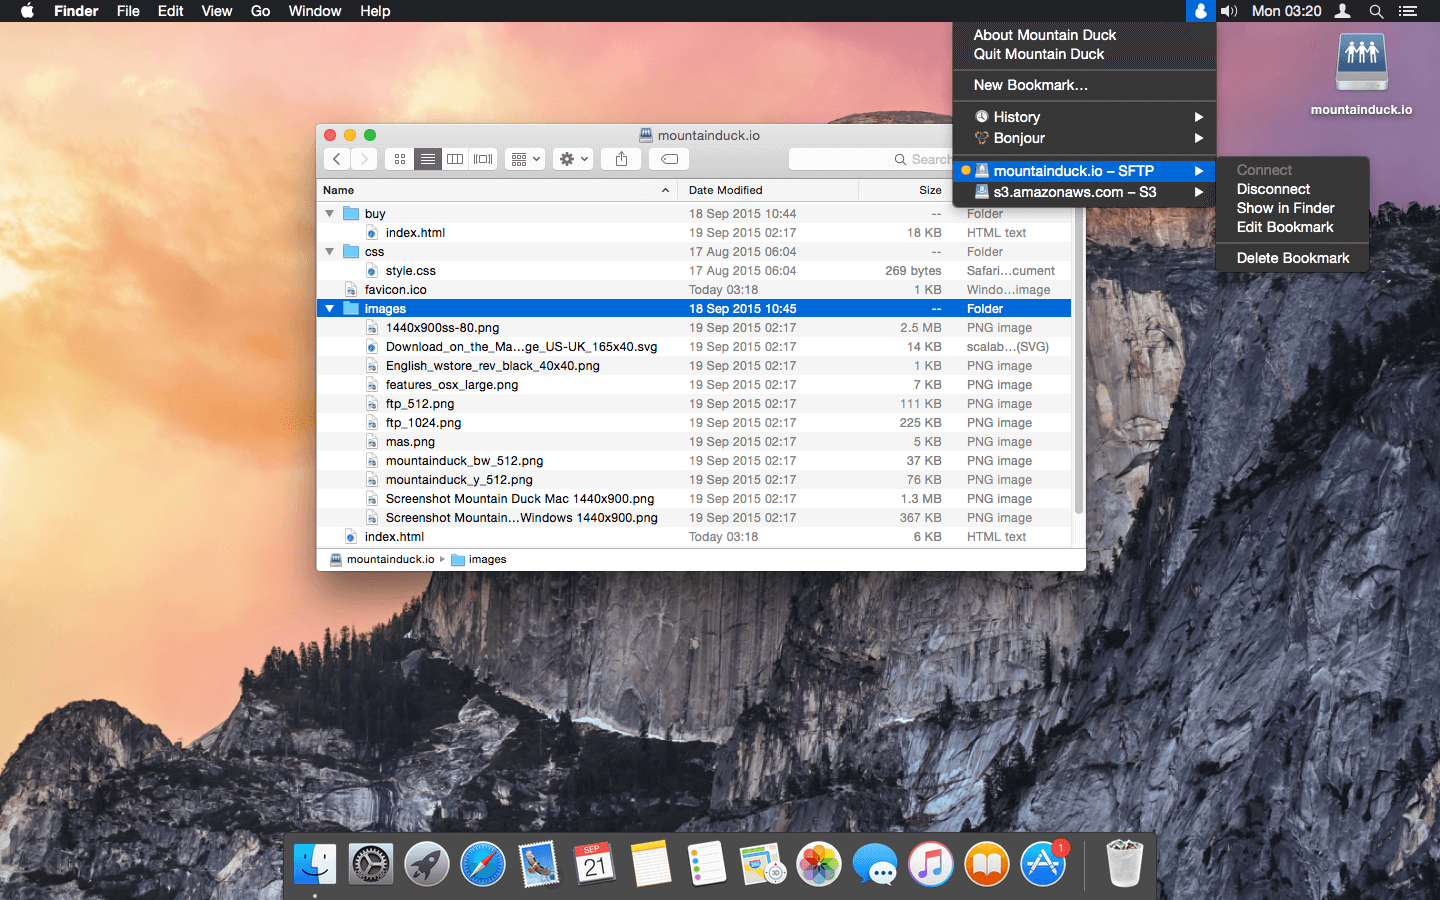 Finder File Edit View Go Window Help Mon 03:20
About Mountain Duck
Quit Mountain Duck
New Bookmark…
History
Bonjour
mountainduck.io – SFTP
s3.amazonaws.com – S3
Connect
Disconnect
Show in Finder
Edit Bookmark
Delete Bookmark
mountainduck.io
mountainduck.io
Search
Name Date Modified Size
buy 18 Sep 2015 10:44 -- Folder
index.html 19 Sep 2015 02:17 18 KB HTML text
css 17 Aug 2015 06:04 -- Folder
style.css 17 Aug 2015 06:04 269 bytes Safari...cument
favicon.ico Today 03:18 1 KB Windo...image
images 18 Sep 2015 10:45 -- Folder
1440x900ss-80.png 19 Sep 2015 02:17 2.5 MB PNG image
Download_on_the_Ma...ge_US-UK_165x40.svg 19 Sep 2015 02:17 14 KB scalab...(SVG)
English_wstore_rev_black_40x40.png 19 Sep 2015 02:17 1 KB PNG image
features_osx_large.png 19 Sep 2015 02:17 7 KB PNG image
ftp_512.png 19 Sep 2015 02:17 111 KB PNG image
ftp_1024.png 19 Sep 2015 02:17 225 KB PNG image
mas.png 19 Sep 2015 02:17 5 KB PNG image
mountainduck_bw_512.png 19 Sep 2015 02:17 37 KB PNG image
mountainduck_y_512.png 19 Sep 2015 02:17 76 KB PNG image
Screenshot Mountain Duck Mac 1440x900.png 19 Sep 2015 02:17 1.3 MB PNG image
Screenshot Mountain...Windows 1440x900.png 19 Sep 2015 02:17 367 KB PNG image
index.html Today 03:18 6 KB HTML text
mountainduck.io images
SEP
21
3D
1